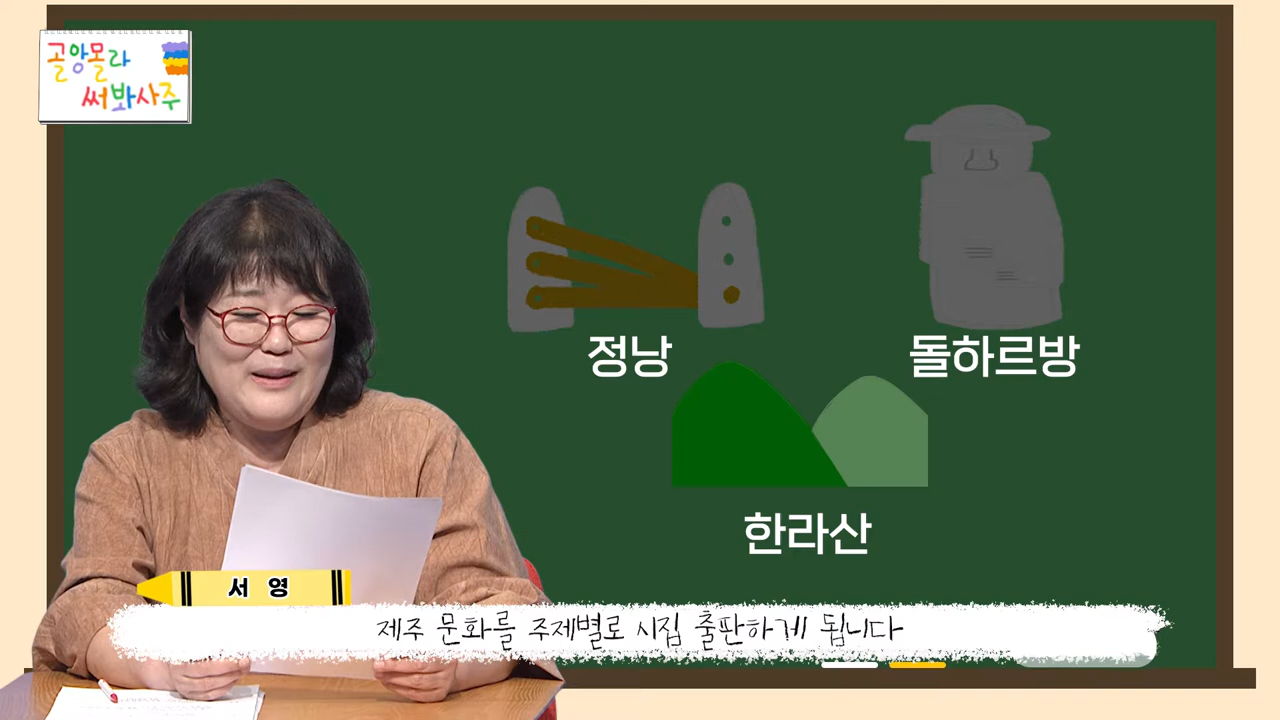 골앙몰라
써봐사주
정낭
돌하르방
한라산
서 영
제주 문화를 주제별로 시집 출판하게 됩니다